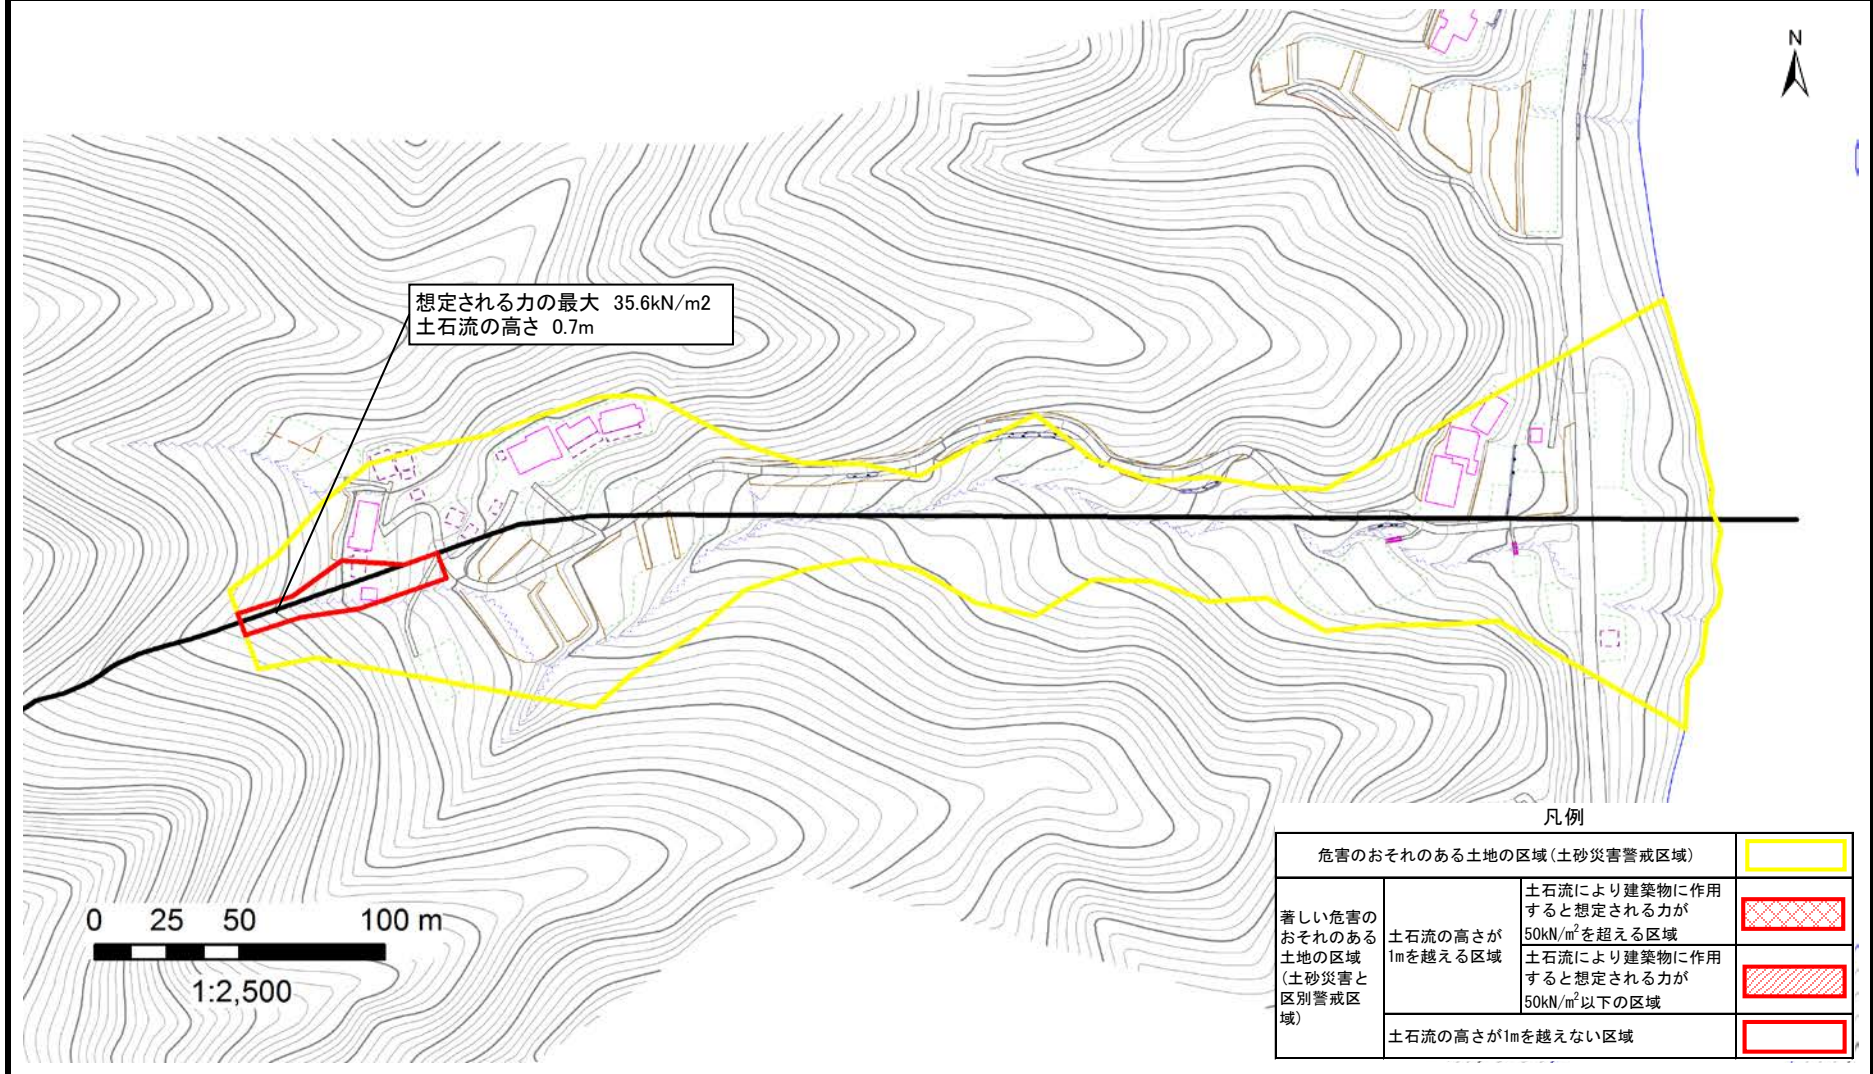 N
想定される力の最大 35.6kN/m2
土石流の高さ 0.7m
0 25 50 100 m
1:2,500
凡例
危害のおそれのある土地の区域(土砂災害警戒区域)
著しい危害の
おそれのある
土地の区域
(土砂災害と
区別警戒区
域)
土石流の高さが
1mを越える区域
土石流により建築物に作用
すると想定される力が
50kN/m²を超える区域
土石流により建築物に作用
すると想定される力が
50kN/m²以下の区域
土石流の高さが1mを越えない区域